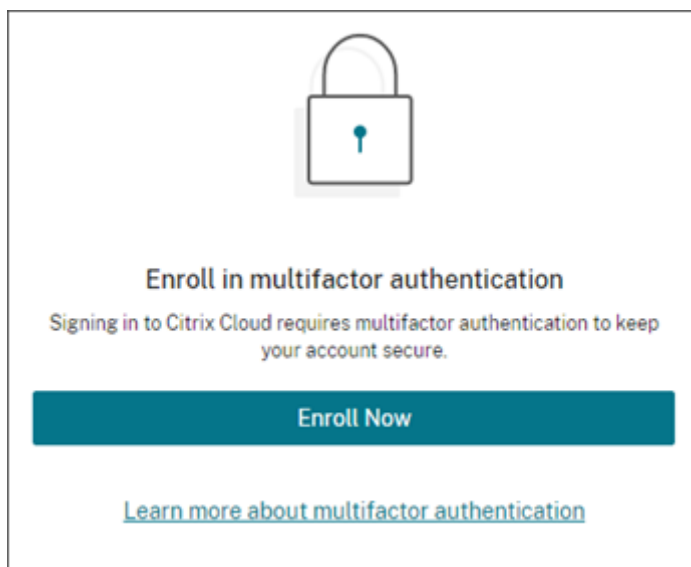 Enroll in multifactor authentication
Signing in to Citrix Cloud requires multifactor authentication to keep
your account secure.
Enroll Now
Learn more about multifactor authentication